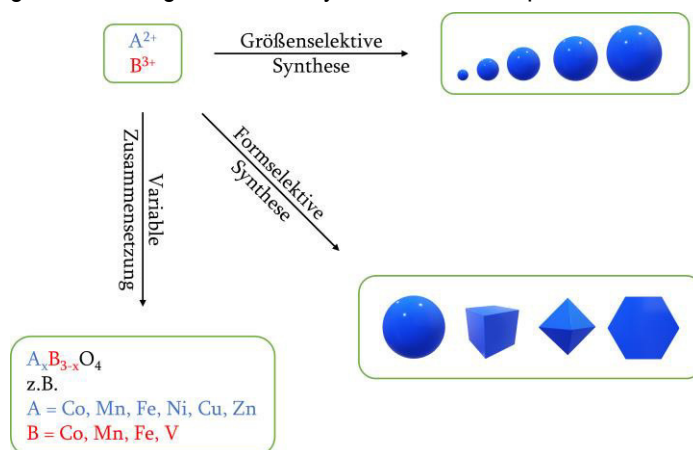 A²⁺
B³⁺
Größenselektive
Synthese
Formselektive
Synthese
Variable
Zusammensetzung
AₓB₃₋ₓO₄
z.B.
A = Co, Mn, Fe, Ni, Cu, Zn
B = Co, Mn, Fe, V